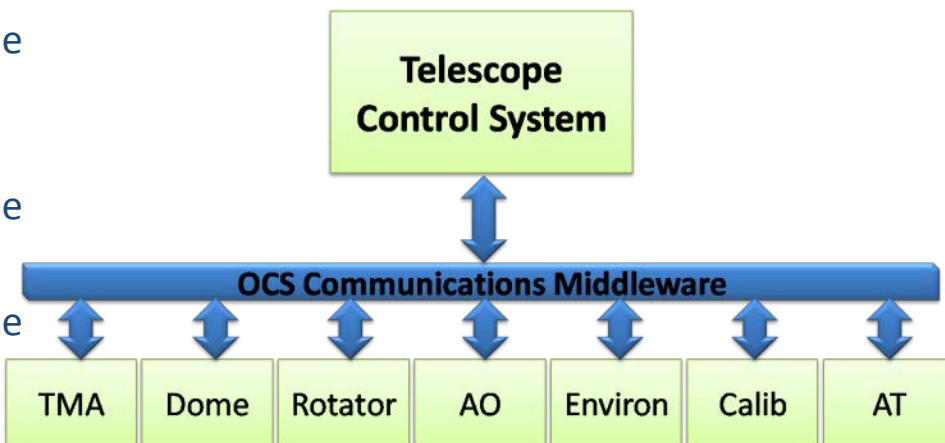 e
Telescope
Control System
e
OCS Communications Middleware
e
TMA Dome Rotator AO Environ Calib AT